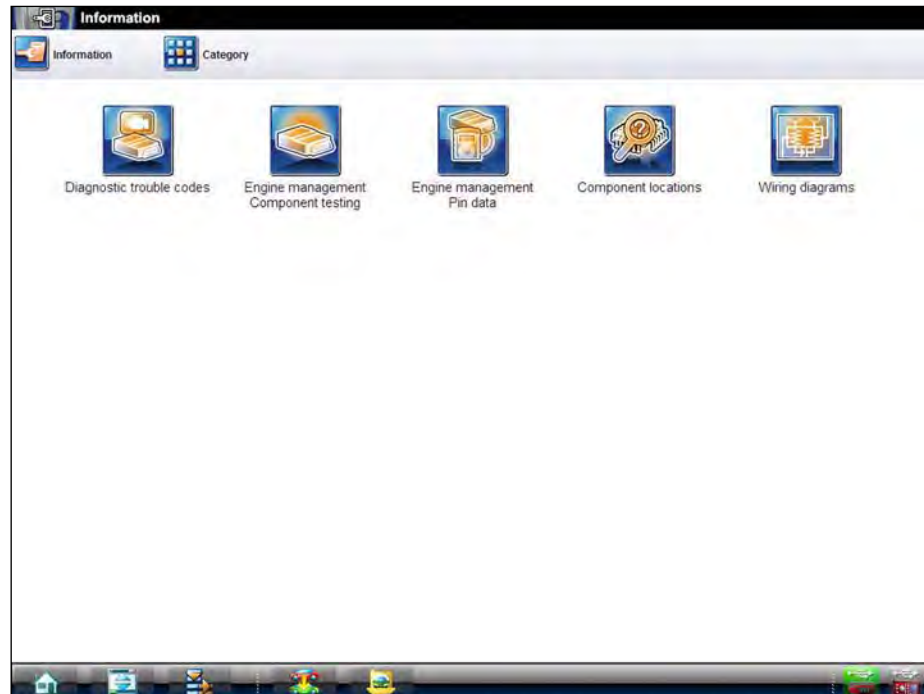 Information
Information
Category
Diagnostic trouble codes
Engine management
Component testing
Engine management
Pin data
Component locations
Wiring diagrams